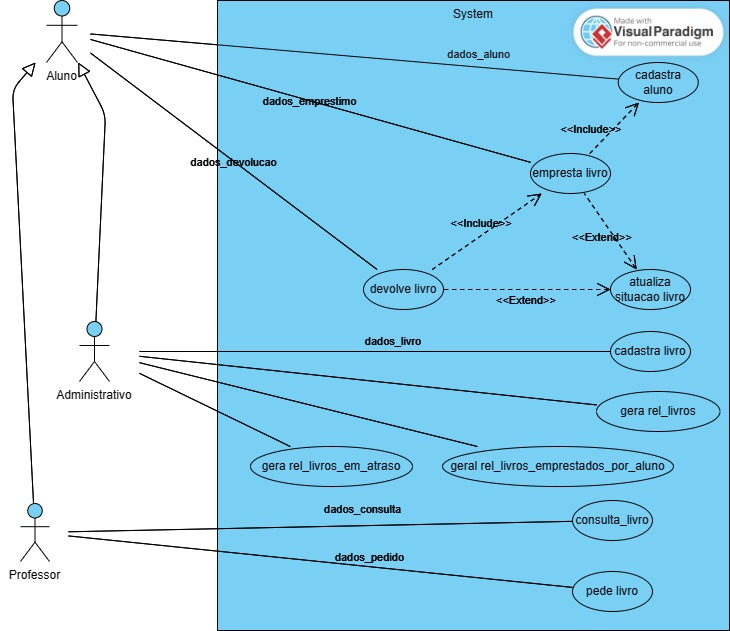 System
Made with
Visual Paradigm
For non-commercial use
Aluno
dados_aluno
cadastra
aluno
dados_emprestimo
<<Include>>
dados_devolucao
empresta livro
<<Include>>
<<Extend>>
devolve livro
<<Extend>>
atualiza
situacao livro
dados_livro
cadastra livro
Administrativo
gera rel_livros
gera rel_livros_em_atraso
geral rel_livros_emprestados_por_aluno
dados_consulta
consulta_livro
dados_pedido
Professor
pede livro